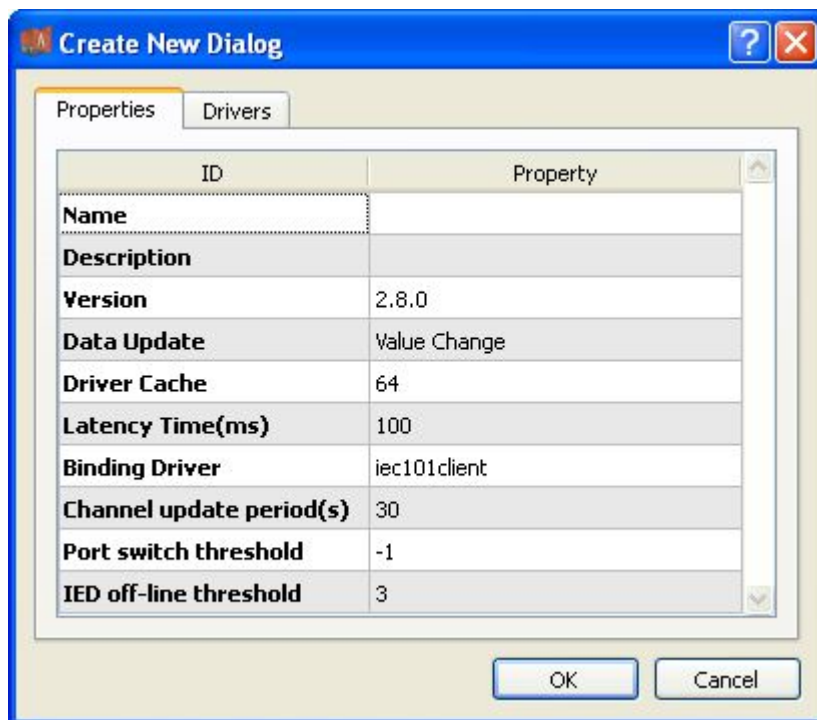 Create New Dialog
Properties Drivers
ID Property
Name
Description
Version 2.8.0
Data Update Value Change
Driver Cache 64
Latency Time(ms) 100
Binding Driver iec101client
Channel update period(s) 30
Port switch threshold -1
IED off-line threshold 3
OK Cancel